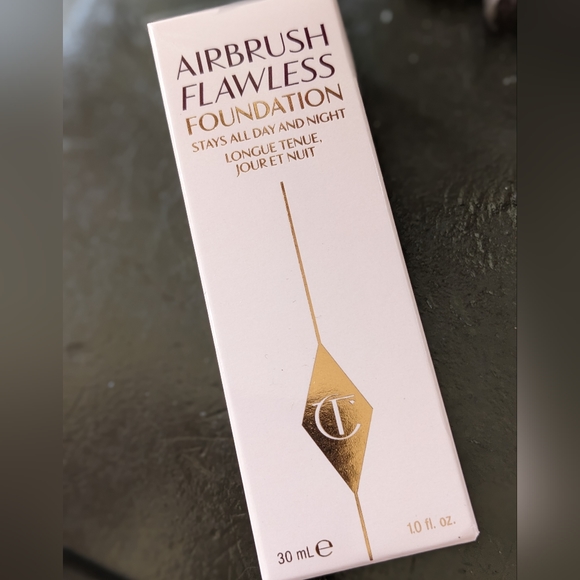 AIRBRUSH
FLAWLESS
FOUNDATION
STAYS ALL DAY AND NIGHT
LONGUE TENUE,
JOUR ET NUIT
CT
30 mL℮
1.0 fl. oz.